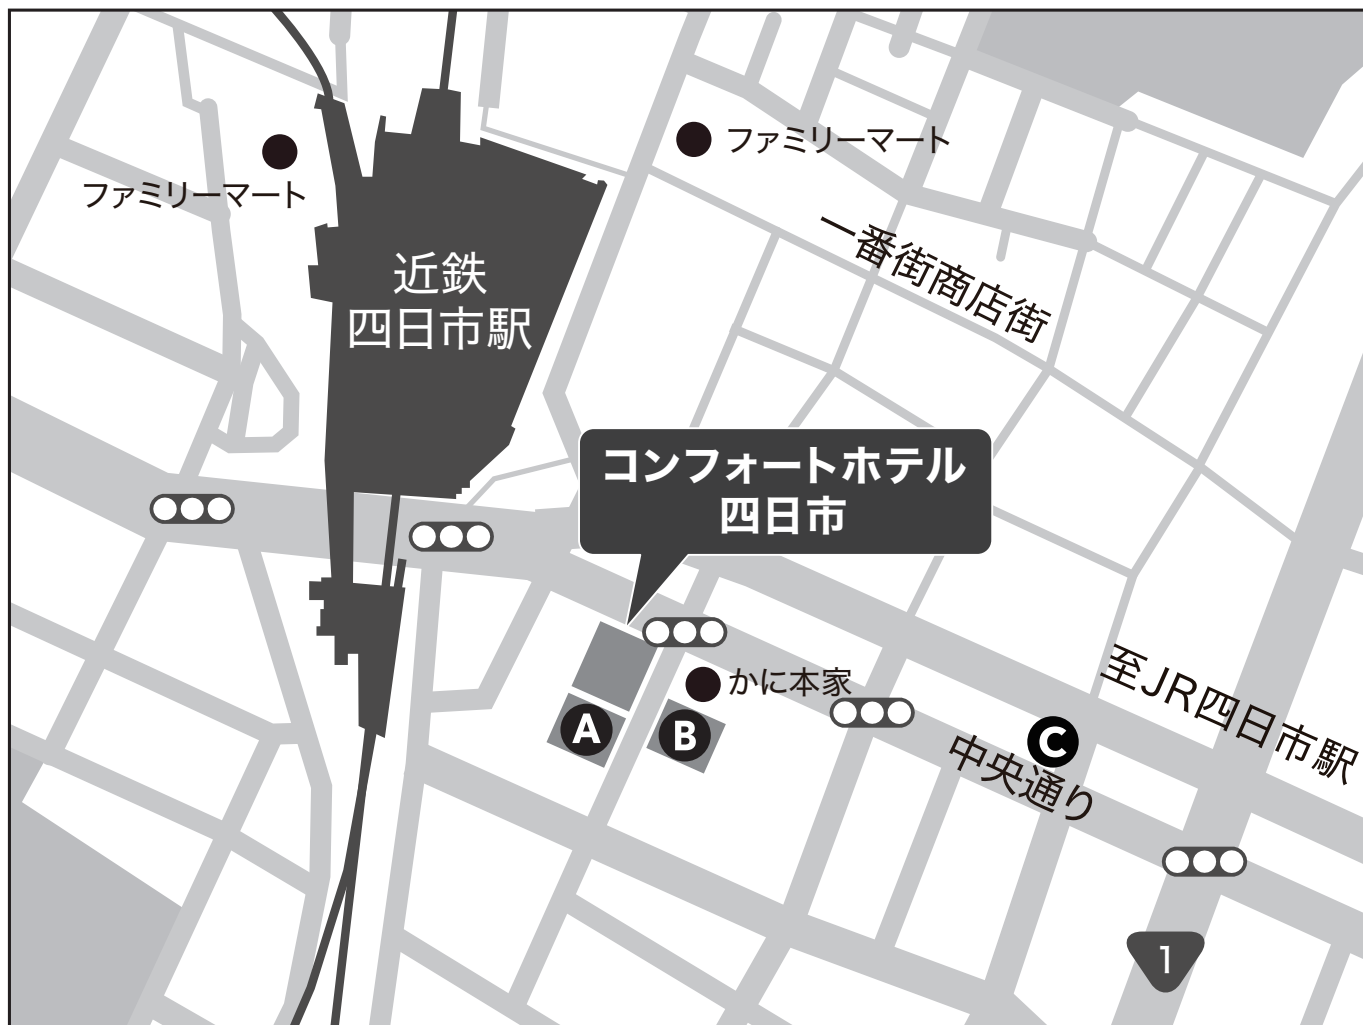 ファミリーマート
ファミリーマート
一番街商店街
近鉄
四日市駅
コンフォートホテル
四日市
かに本家
A
B
C
至JR四日市駅
中央通り
1